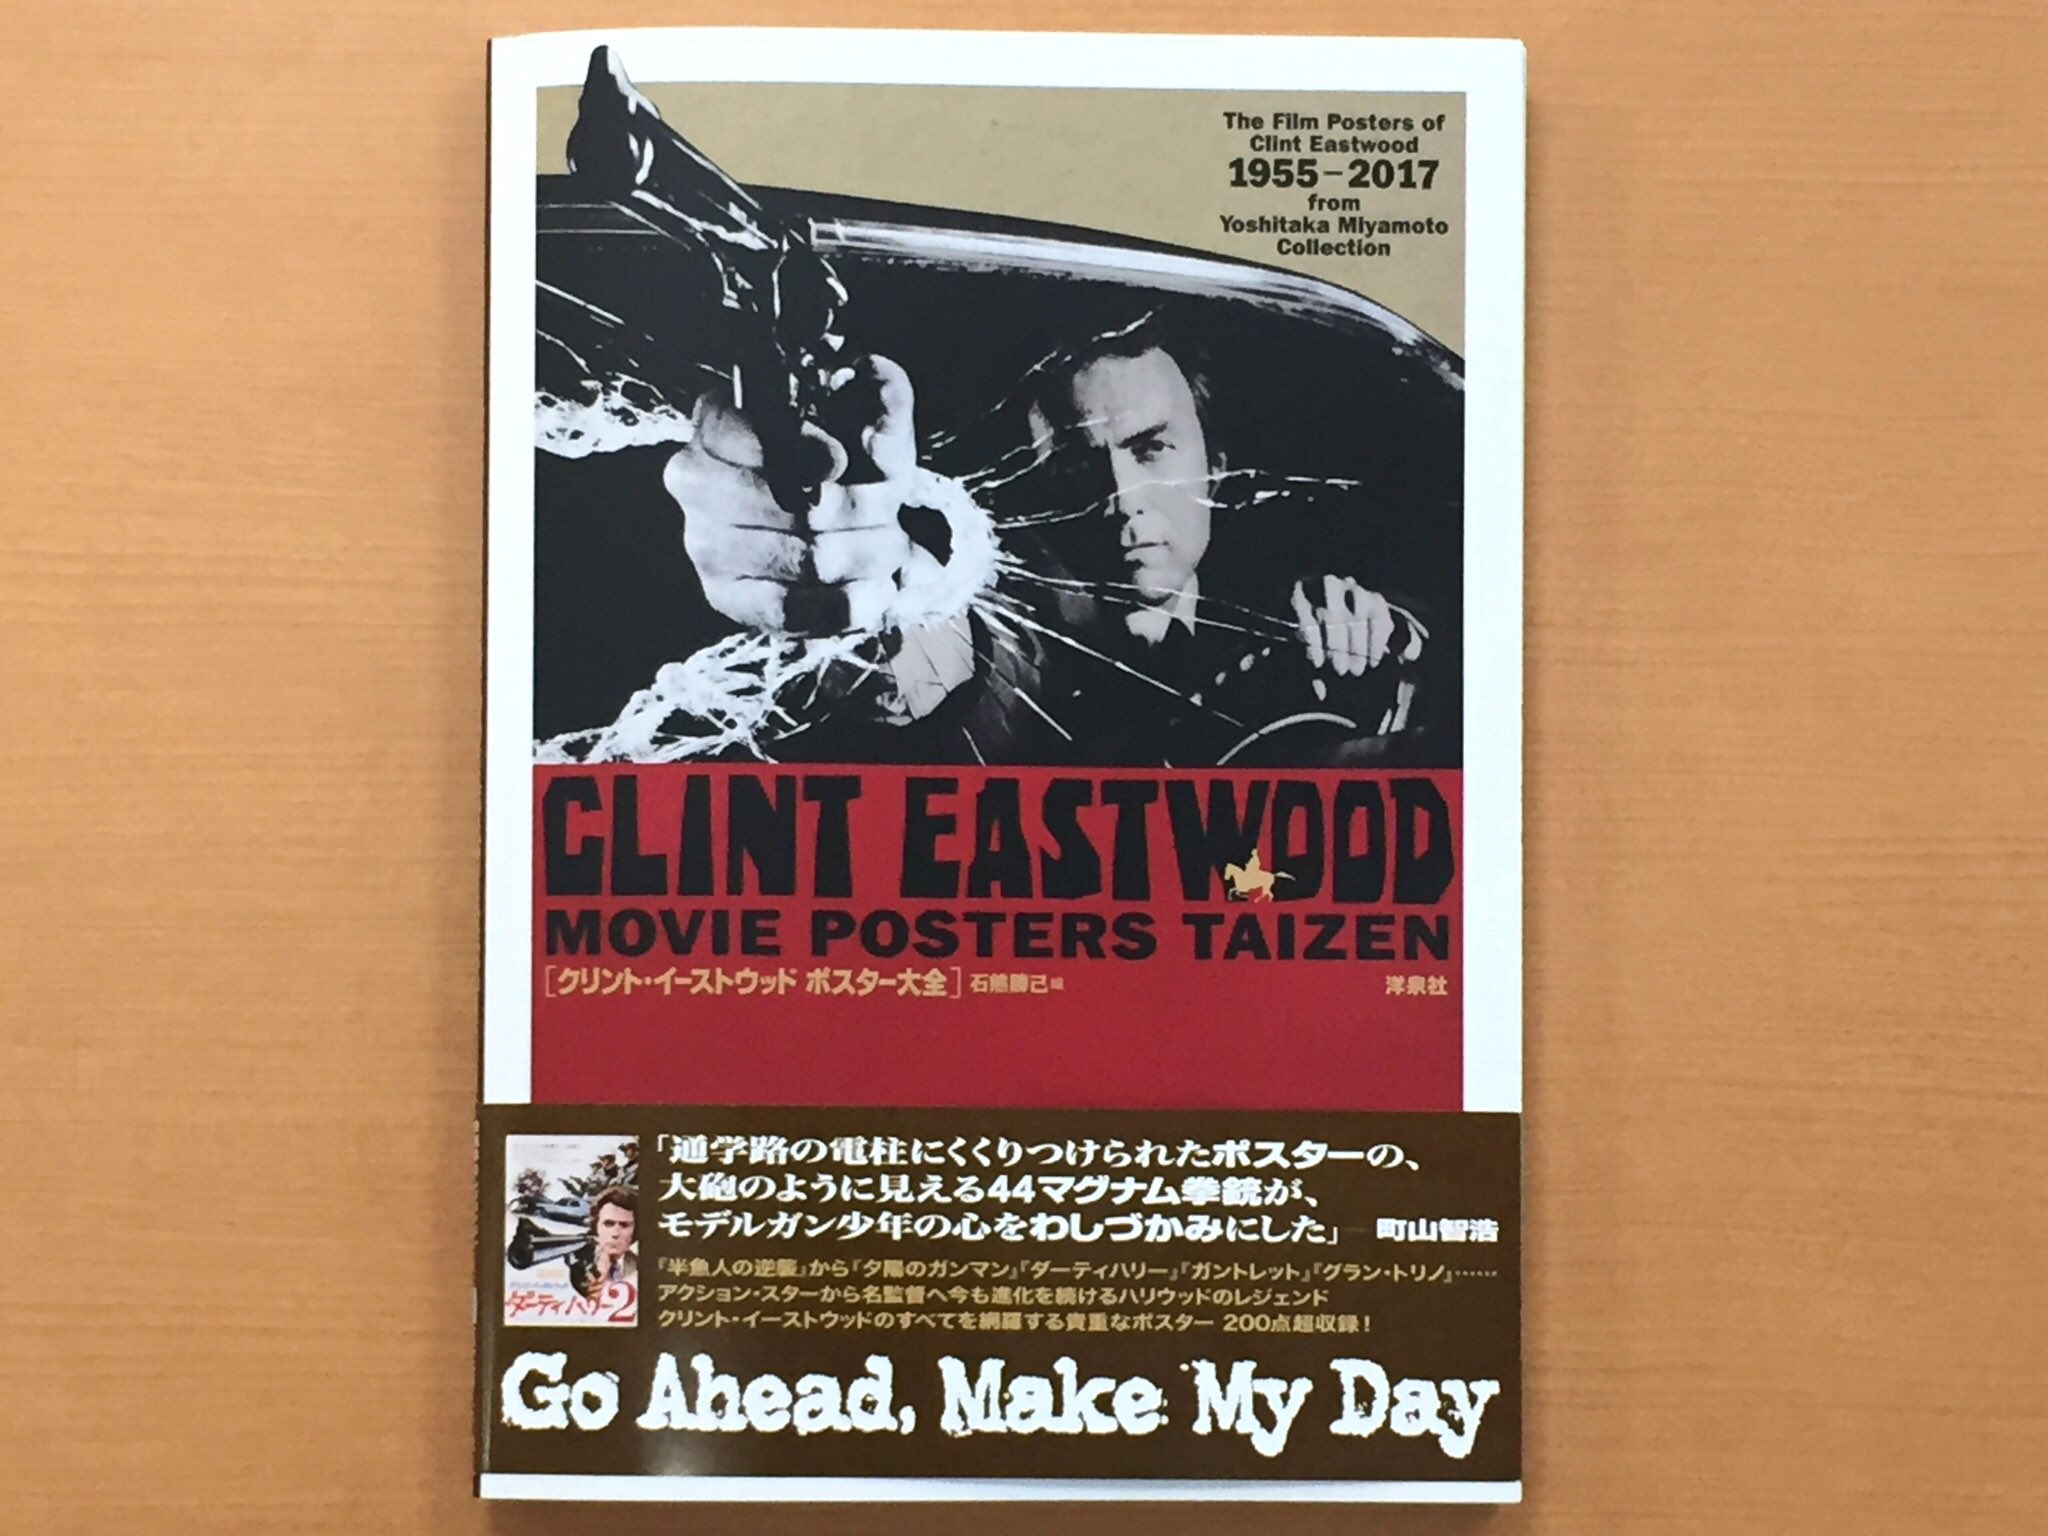 The Film Posters of
Clint Eastwood
1955–2017
from
Yoshitaka Miyamoto
Collection
CLINT EASTWOOD
MOVIE POSTERS TAIZEN
[クリント・イーストウッド ポスター大全] 石熊勝己 編
洋泉社
「通学路の電柱にくくりつけられたポスターの、
大砲のように見える44マグナム拳銃が、
モデルガン少年の心をわしづかみにした」― 町山智浩
『半魚人の逆襲』から『夕陽のガンマン』『ダーティハリー』『ガントレット』『グラン・トリノ』……
アクション・スターから名監督へ今も進化を続けるハリウッドのレジェンド
クリント・イーストウッドのすべてを網羅する貴重なポスター 200点超収録!
ダーティハリー2
Go Ahead, Make My Day